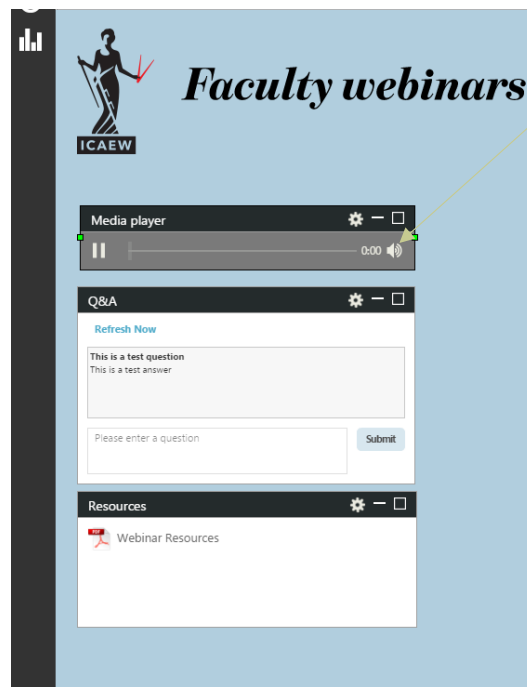 Faculty webinars
ICAEW
Media player
0:00
Q&A
Refresh Now
This is a test question
This is a test answer
Please enter a question
Submit
Resources
PDF
Webinar Resources